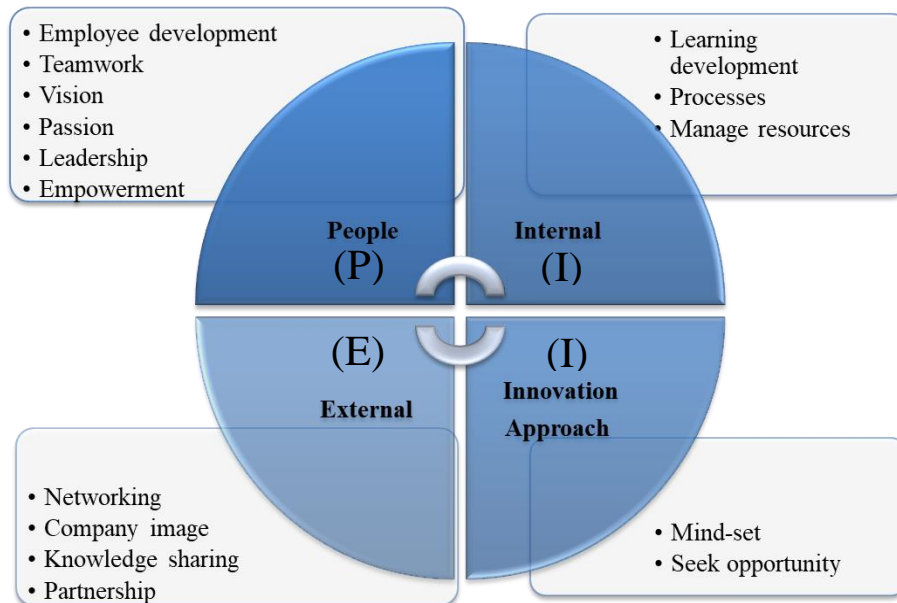 • Employee development
• Teamwork
• Vision
• Passion
• Leadership
• Empowerment
• Learning
development
• Processes
• Manage resources
People
(P)
Internal
(I)
(E)
External
(I)
Innovation
Approach
• Networking
• Company image
• Knowledge sharing
• Partnership
• Mind-set
• Seek opportunity